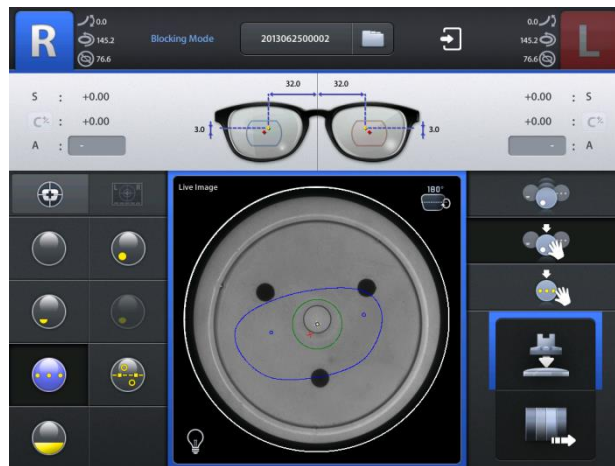 R
0.0
145.2
76.6
Blocking Mode
2013062500002
0.0
145.2
76.6
L
S : +0.00
C : +0.00
A : -
32.0 32.0
3.0
3.0
+0.00 : S
+0.00 : C
- : A
Live Image
180°